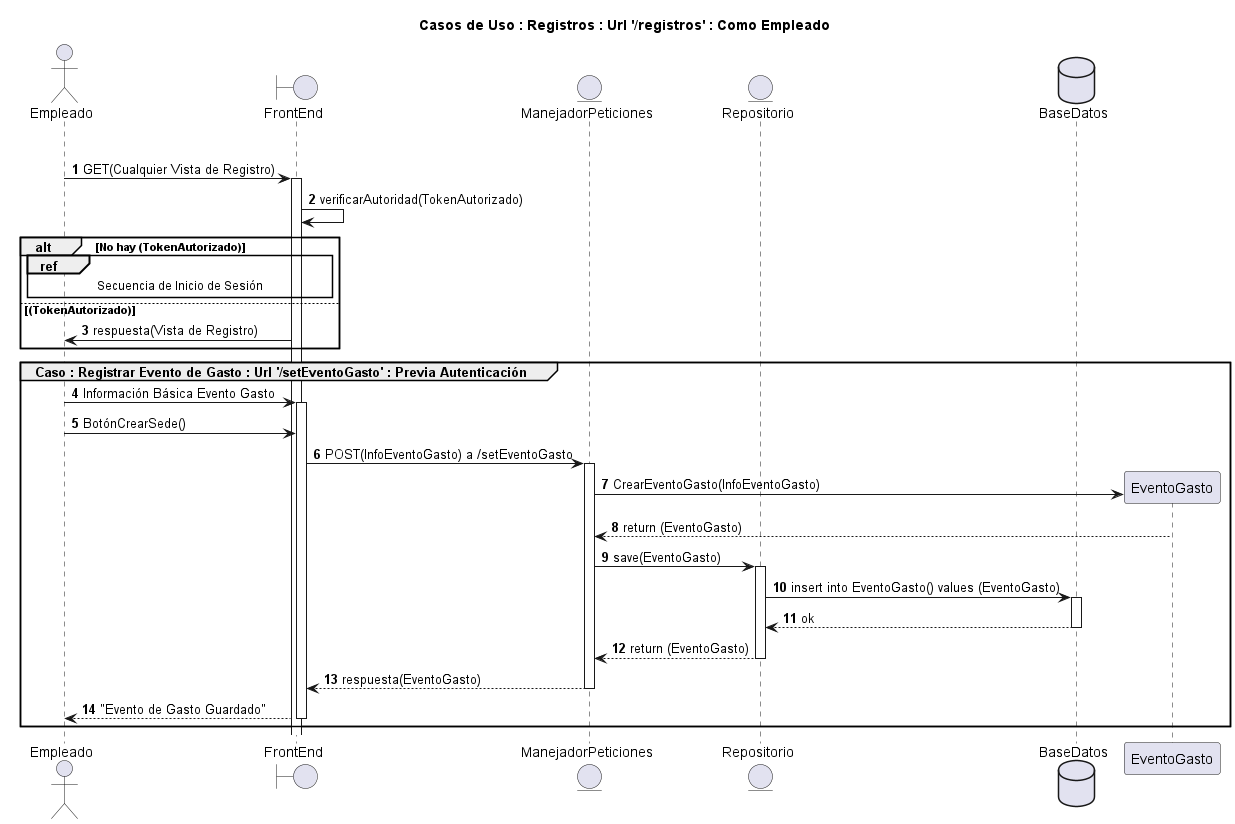 Casos de Uso : Registros : Url '/registros' : Como Empleado
Empleado FrontEnd ManejadorPeticiones Repositorio BaseDatos
1 GET(Cualquier Vista de Registro)
2 verificarAutoridad(TokenAutorizado)
alt [No hay (TokenAutorizado)]
ref
Secuencia de Inicio de Sesión
[(TokenAutorizado)]
3 respuesta(Vista de Registro)
Caso : Registrar Evento de Gasto : Url '/setEventoGasto' : Previa Autenticación
4 Información Básica Evento Gasto
5 BotónCrearSede()
6 POST(InfoEventoGasto) a /setEventoGasto
7 CrearEventoGasto(InfoEventoGasto)
EventoGasto
8 return (EventoGasto)
9 save(EventoGasto)
10 insert into EventoGasto() values (EventoGasto)
11 ok
12 return (EventoGasto)
13 respuesta(EventoGasto)
14 "Evento de Gasto Guardado"
Empleado FrontEnd ManejadorPeticiones Repositorio BaseDatos EventoGasto